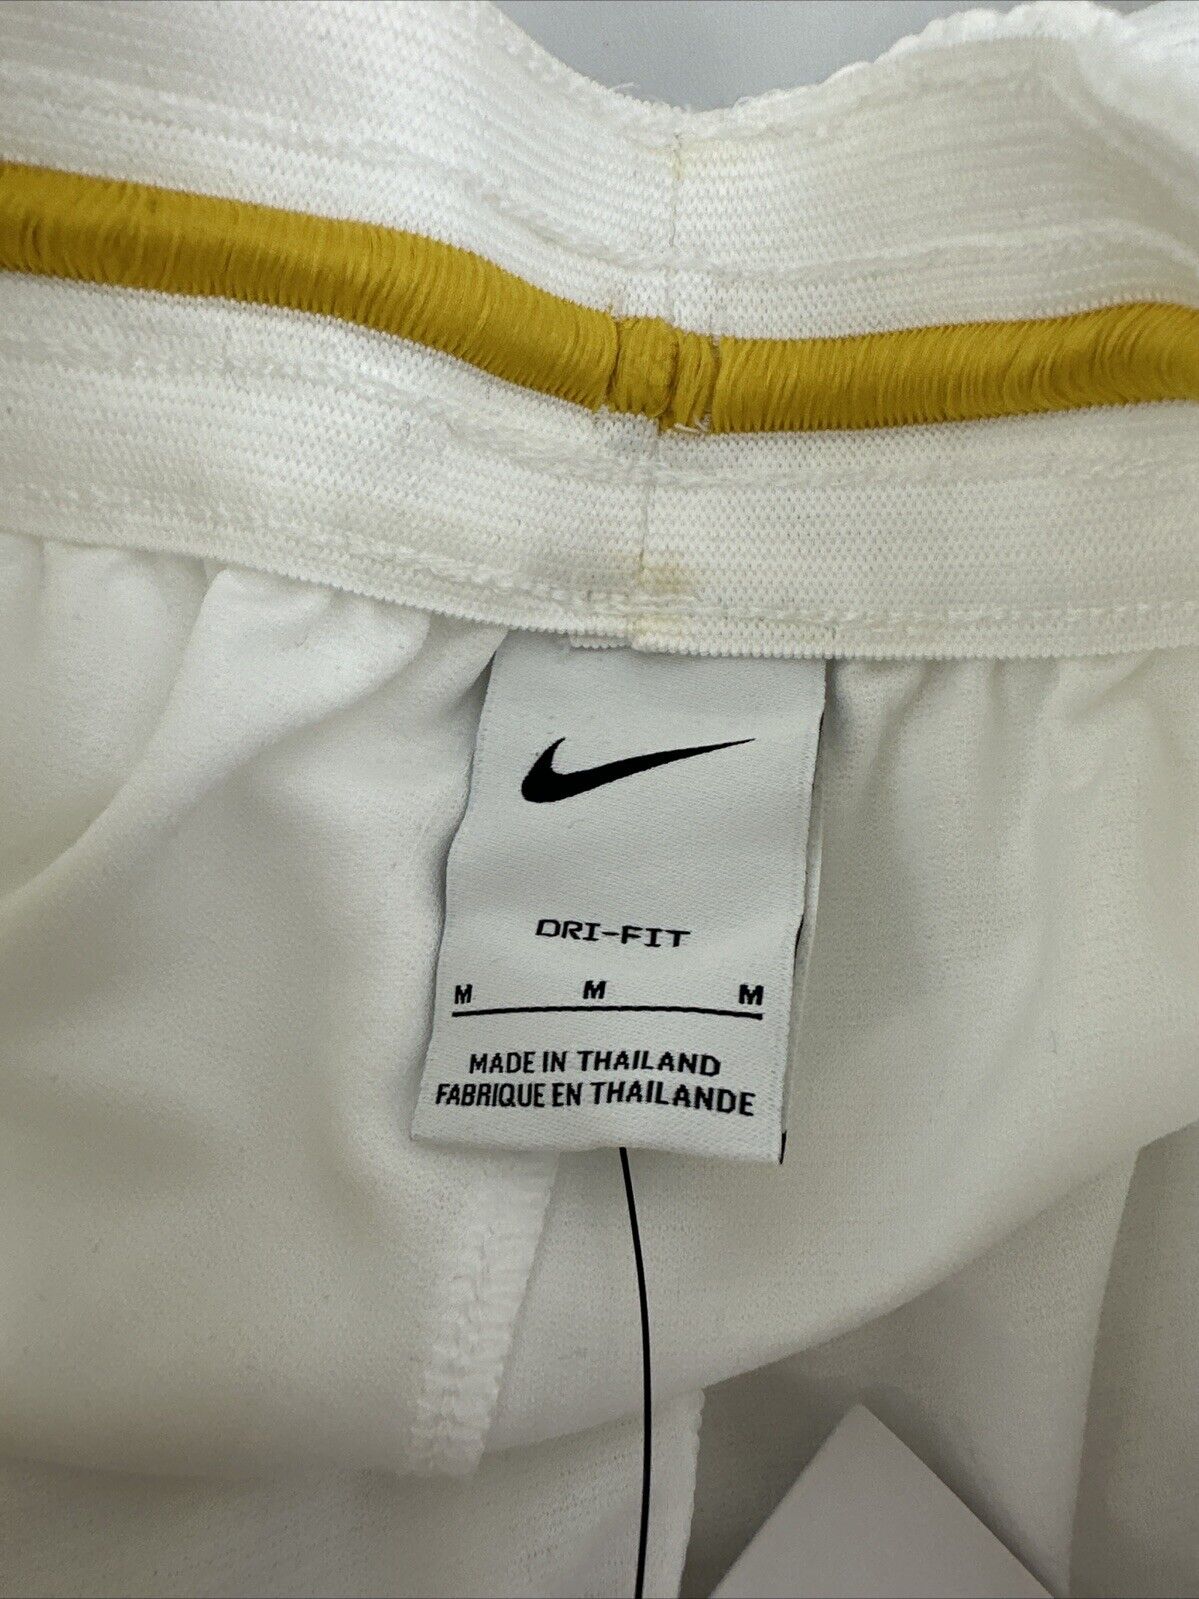 DRI-FIT
M M M
MADE IN THAILAND
FABRIQUE EN THAILANDE